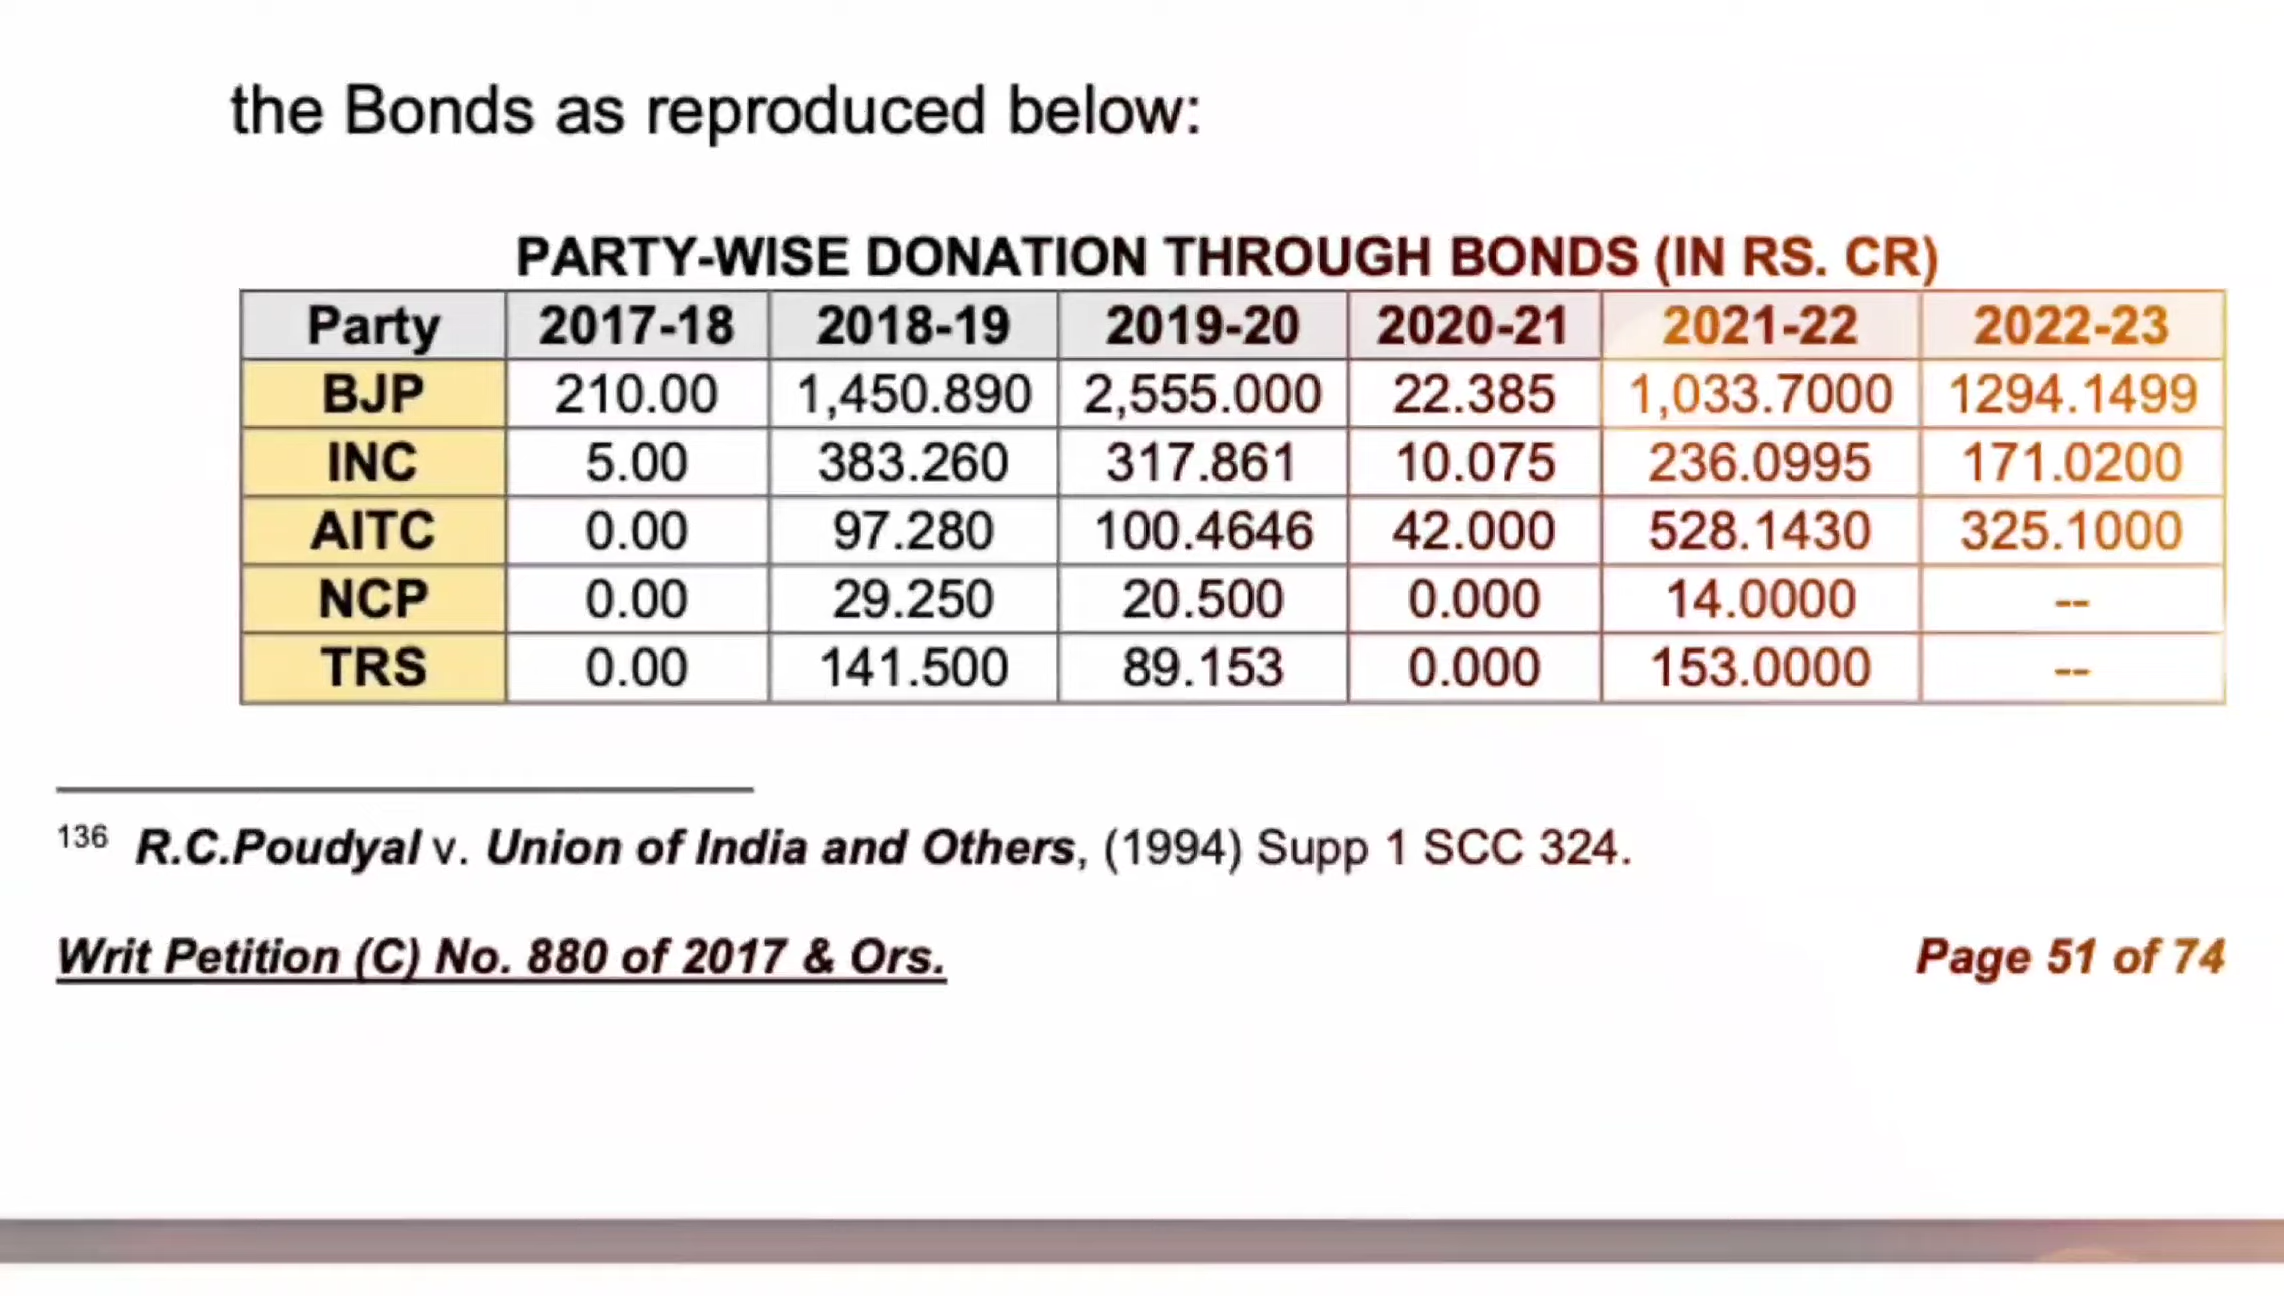 the Bonds as reproduced below:
PARTY-WISE DONATION THROUGH BONDS (IN RS. CR)
Party 2017-18 2018-19 2019-20 2020-21 2021-22 2022-23
BJP 210.00 1,450.890 2,555.000 22.385 1,033.7000 1294.1499
INC 5.00 383.260 317.861 10.075 236.0995 171.0200
AITC 0.00 97.280 100.4646 42.000 528.1430 325.1000
NCP 0.00 29.250 20.500 0.000 14.0000 --
TRS 0.00 141.500 89.153 0.000 153.0000 --
136 R.C.Poudyal v. Union of India and Others, (1994) Supp 1 SCC 324.
Writ Petition (C) No. 880 of 2017 & Ors. Page 51 of 74